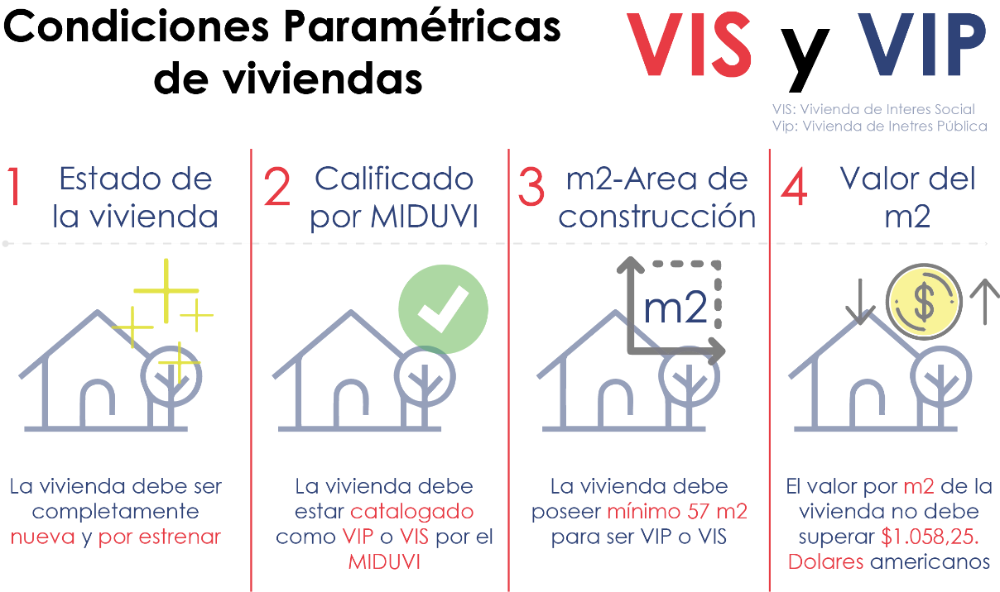 Condiciones Paramétricas
de viviendas
VIS y VIP
VIS: Vivienda de Interes Social
Vip: Vivienda de Inetres Pública
1 Estado de
la vivienda
2 Calificado
por MIDUVI
3 m2-Area de
construcción
4 Valor del
m2
m2
$
La vivienda debe ser
completamente
nueva y por estrenar
La vivienda debe
estar catalogado
como VIP o VIS por el
MIDUVI
La vivienda debe
poseer mínimo 57 m2
para ser VIP o VIS
El valor por m2 de la
vivienda no debe
superar $1.058,25.
Dolares americanos